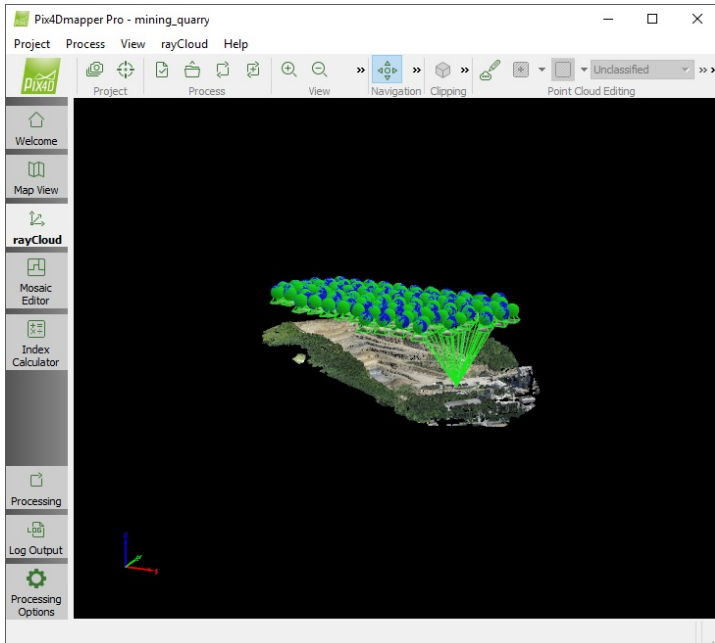 Pix4Dmapper Pro - mining_quarry
Project Process View rayCloud Help
PIX4D
Unclassified
Project Process View Navigation Clipping Point Cloud Editing
Welcome
Map View
rayCloud
Mosaic
Editor
Index
Calculator
Processing
LOG
Log Output
Processing
Options